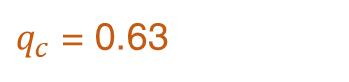 q_c = 0.63